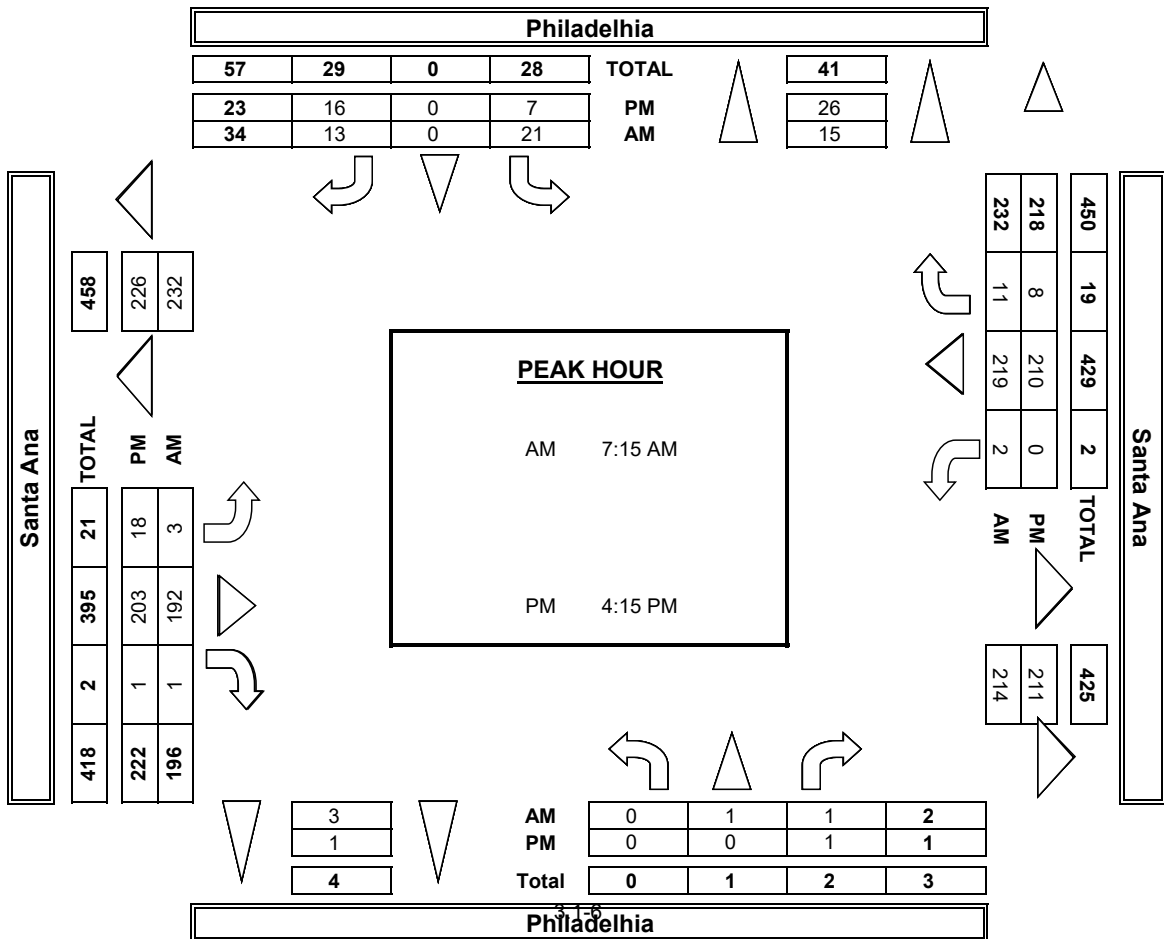 Philadelhia
57 29 0 28 TOTAL 41
23 16 0 7 PM 26
34 13 0 21 AM 15
Santa Ana
458
226
232
TOTAL
PM
AM
21 395 2 418
18 203 1 222
3 192 1 196
PEAK HOUR
AM 7:15 AM
PM 4:15 PM
450 19 429 2 TOTAL
218 8 210 0 PM
232 11 219 2 AM
425
211
214
Santa Ana
3 AM 0 1 1 2
1 PM 0 0 1 1
4 Total 0 1 2 3
3.1-6
Philadelhia